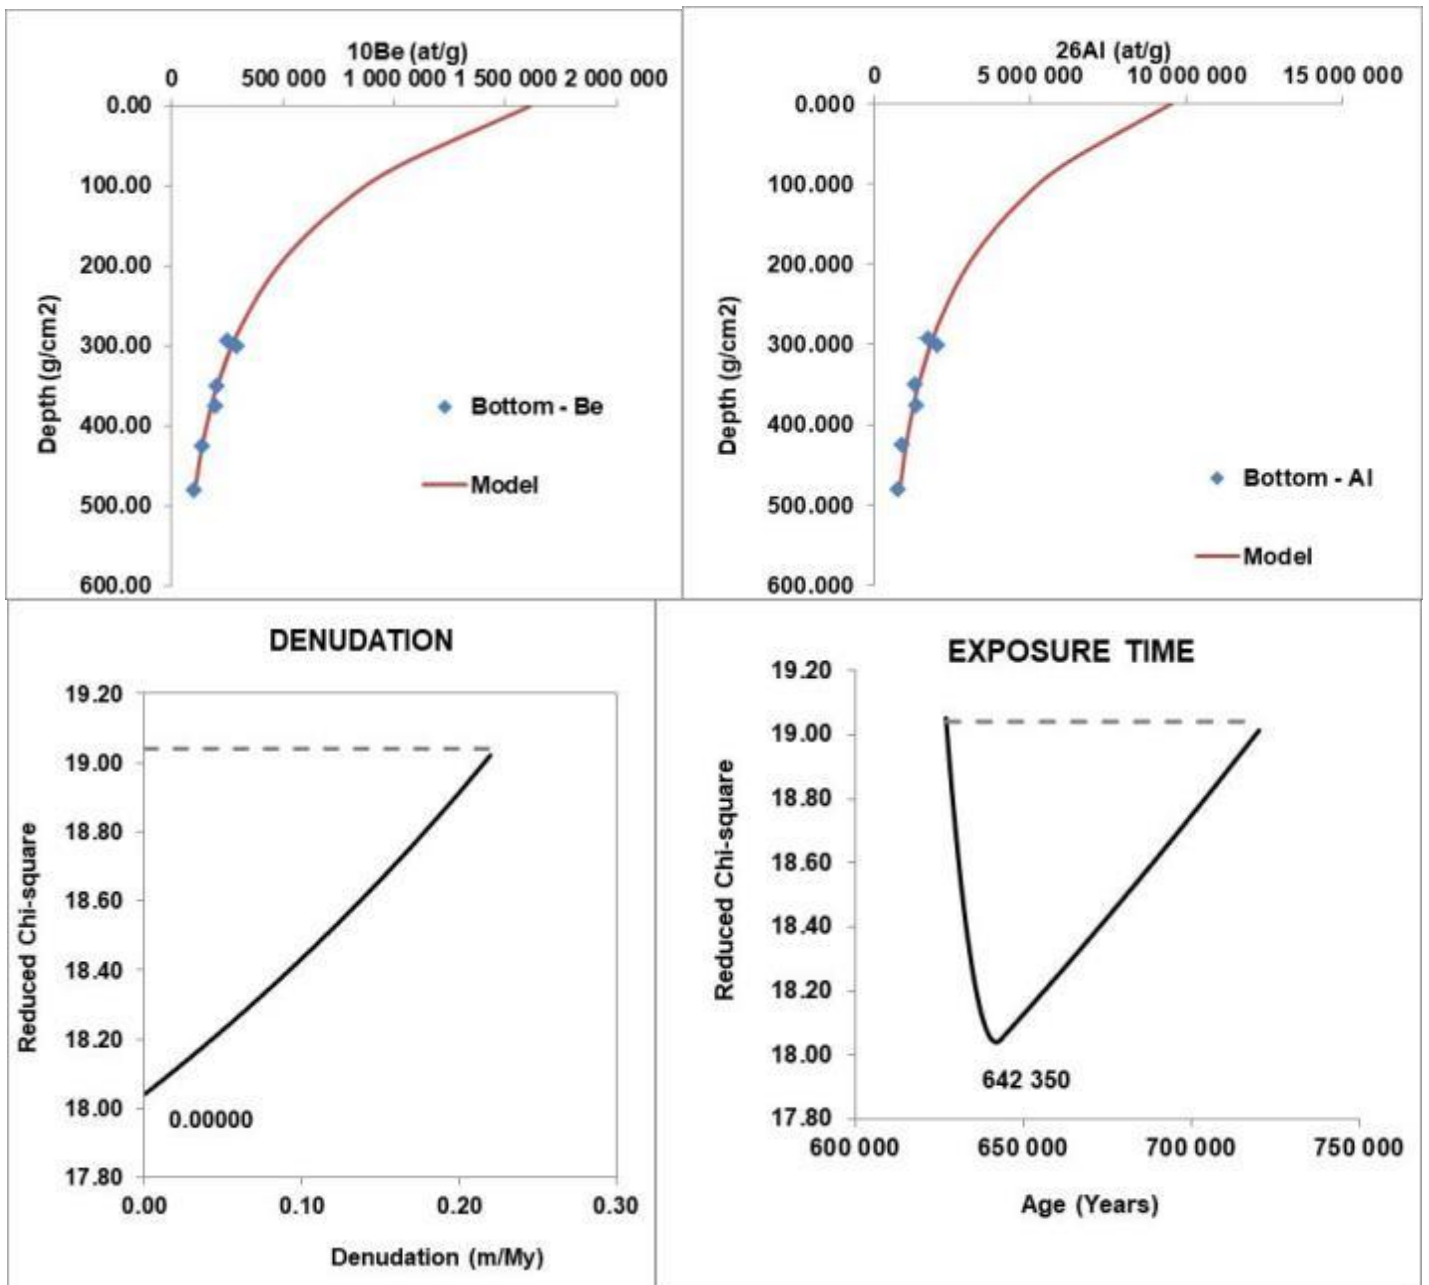 10Be (at/g)
0 500 000 1 000 000 1 500 000 2 000 000
0.00
100.00
200.00
300.00
400.00
500.00
600.00
Depth (g/cm2)
Bottom - Be
Model
26Al (at/g)
0 5 000 000 10 000 000 15 000 000
0.000
100.000
200.000
300.000
400.000
500.000
600.000
Depth (g/cm2)
Bottom - Al
Model
DENUDATION
19.20
19.00
18.80
18.60
18.40
18.20
18.00
17.80
Reduced Chi-square
0.00000
0.00 0.10 0.20 0.30
Denudation (m/My)
EXPOSURE TIME
19.20
19.00
18.80
18.60
18.40
18.20
18.00
17.80
Reduced Chi-square
642 350
600 000 650 000 700 000 750 000
Age (Years)